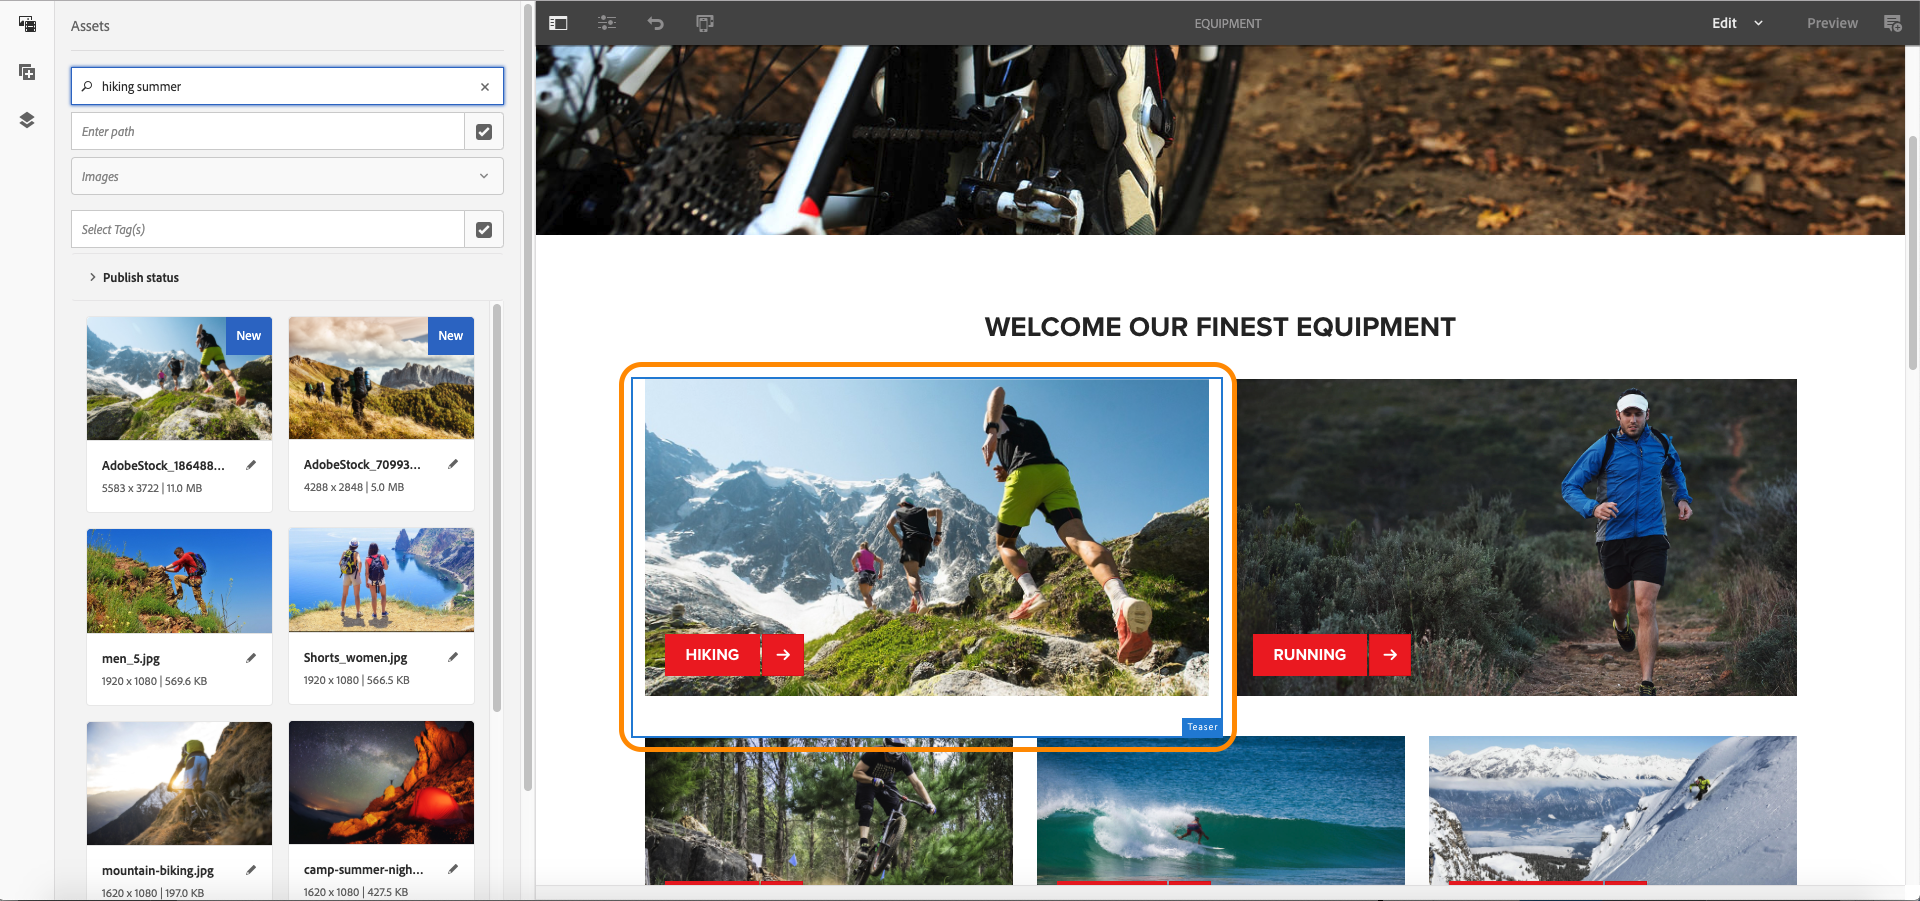 Assets
hiking summer
Enter path
Images
Select Tag(s)
Publish status
New
New
AdobeStock_186488...
5583 x 3722 | 11.0 MB
AdobeStock_70993...
4288 x 2848 | 5.0 MB
men_5.jpg
1920 x 1080 | 569.6 KB
Shorts_women.jpg
1920 x 1080 | 566.5 KB
mountain-biking.jpg
1620 x 1080 | 197.0 KB
camp-summer-nigh...
1620 x 1080 | 427.5 KB
EQUIPMENT
Edit
Preview
WELCOME OUR FINEST EQUIPMENT
HIKING
RUNNING
Teaser